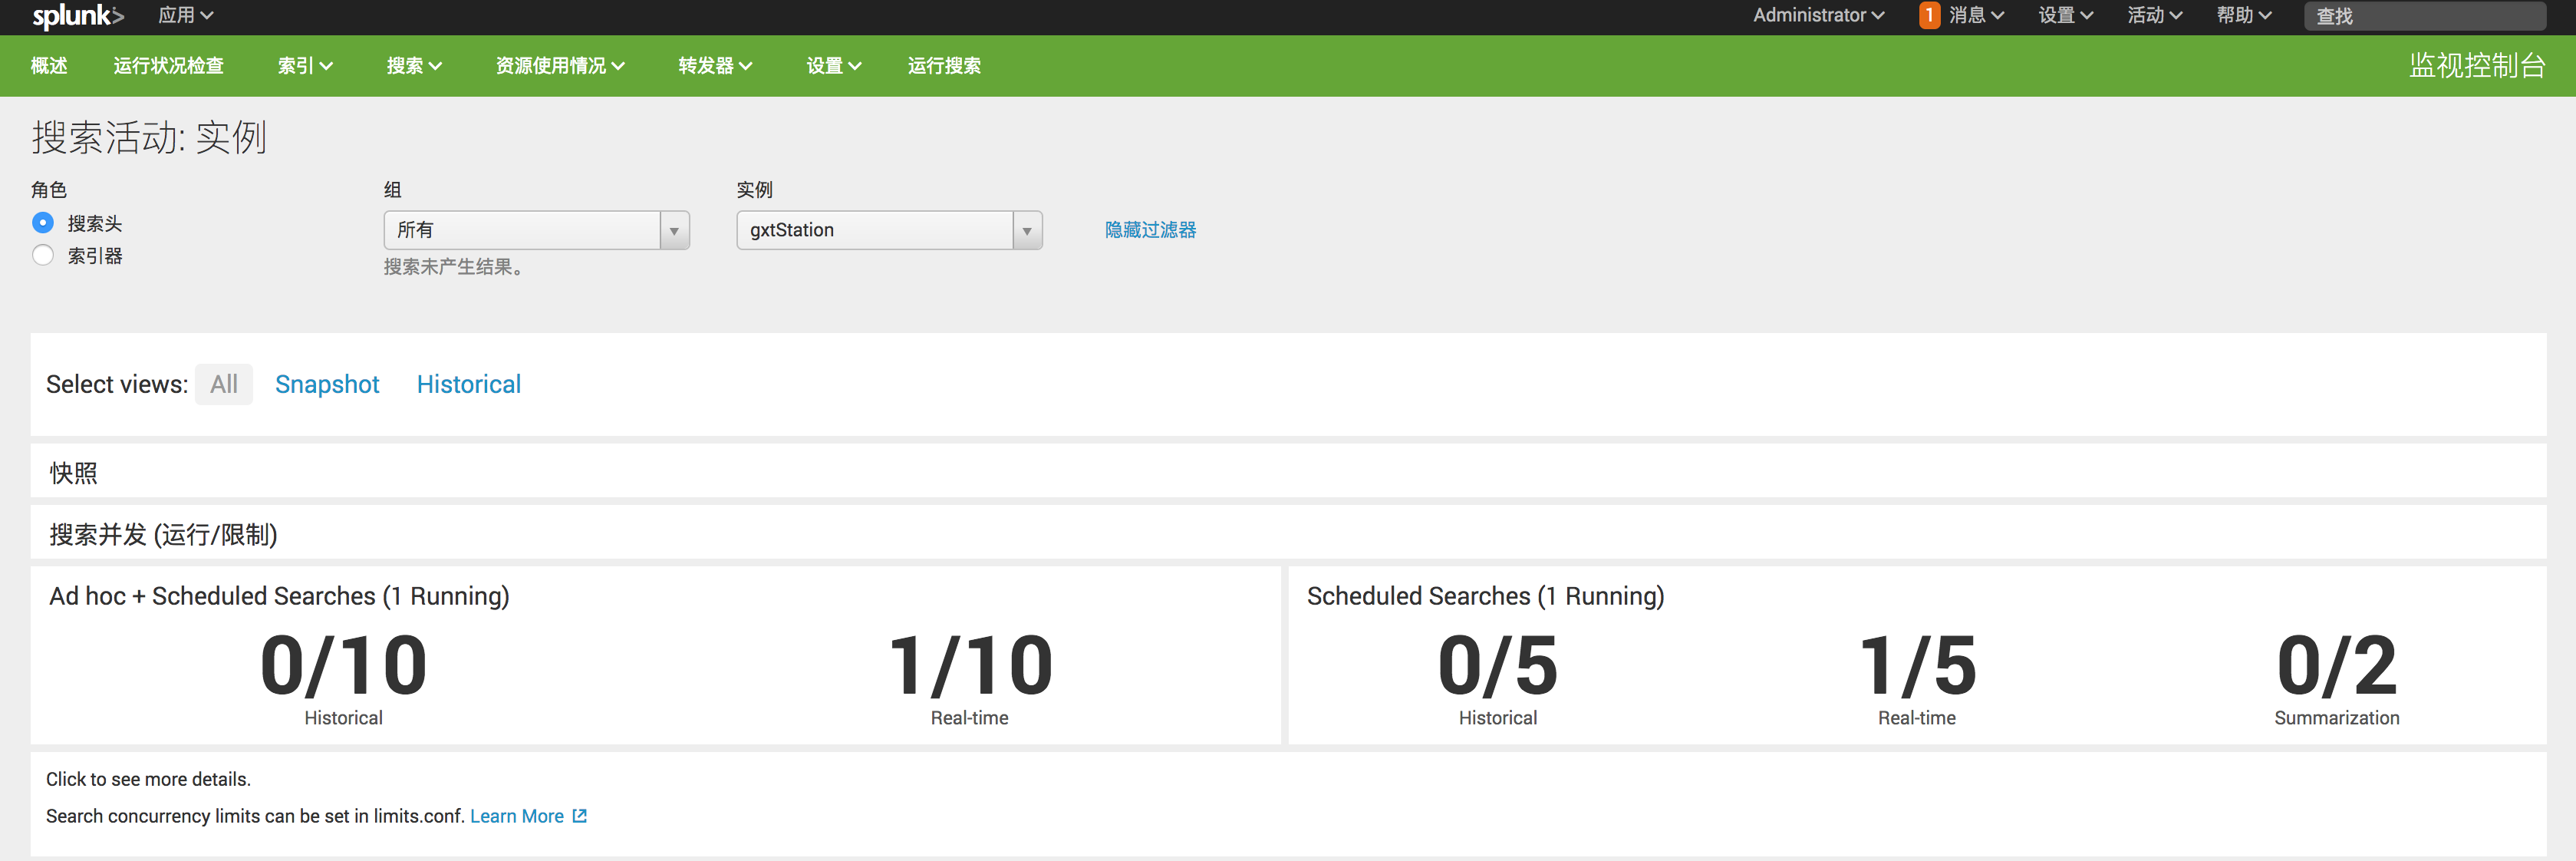 splunk> 应用 Administrator 1 消息 设置 活动 帮助 查找
概述 运行状况检查 索引 搜索 资源使用情况 转发器 设置 运行搜索 监视控制台
搜索活动: 实例
角色 组 实例
搜索头 所有 gxtStation 隐藏过滤器
索引器
搜索未产生结果。
Select views: All Snapshot Historical
快照
搜索并发 (运行/限制)
Ad hoc + Scheduled Searches (1 Running)
0/10 1/10
Historical Real-time
Scheduled Searches (1 Running)
0/5 1/5 0/2
Historical Real-time Summarization
Click to see more details.
Search concurrency limits can be set in limits.conf. Learn More